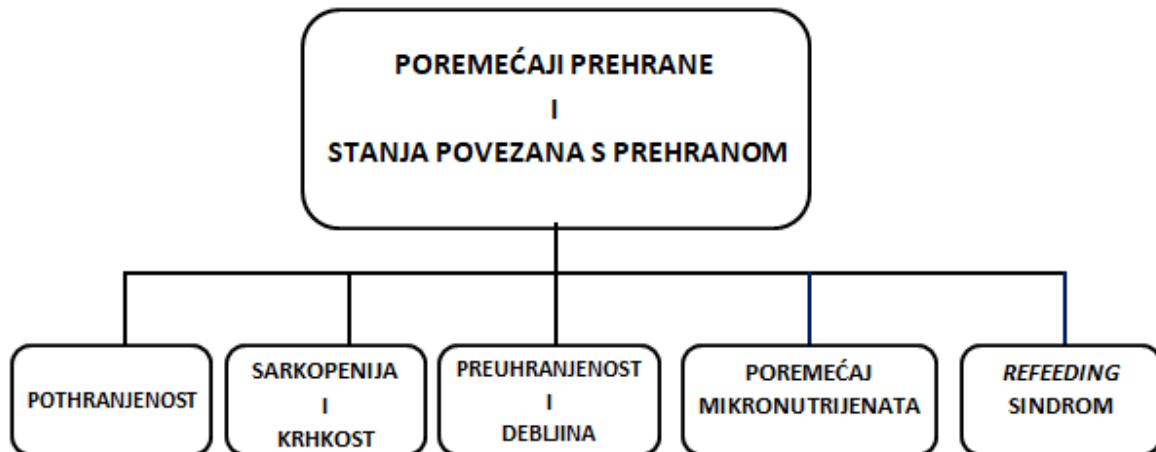 POREMEĆAJI PREHRANE
I
STANJA POVEZANA S PREHRANOM
POTHRANJENOST
SARKOPENIJA
I
KRHKOST
PREUHRANJENOST
I
DEBLJINA
POREMEĆAJ
MIKRONUTRIJENATA
REFEEDING
SINDROM